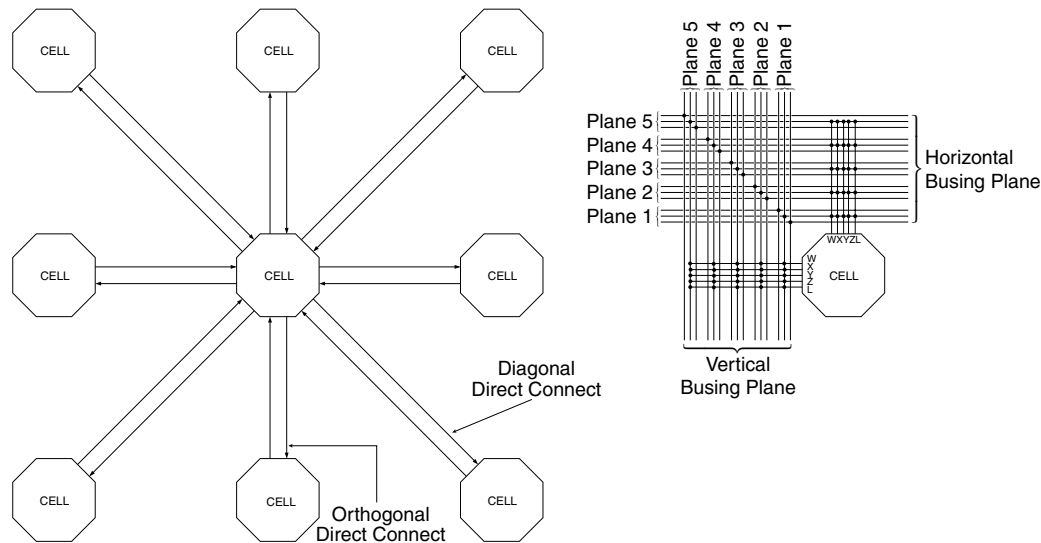 CELL
CELL
CELL
CELL
CELL
CELL
Diagonal
Direct Connect
CELL
CELL
CELL
Orthogonal
Direct Connect
Plane 5
Plane 4
Plane 3
Plane 2
Plane 1
Plane 5
Plane 4
Plane 3
Plane 2
Plane 1
Horizontal
Busing Plane
WXYZL
W
X
Y
Z
L
CELL
Vertical
Busing Plane